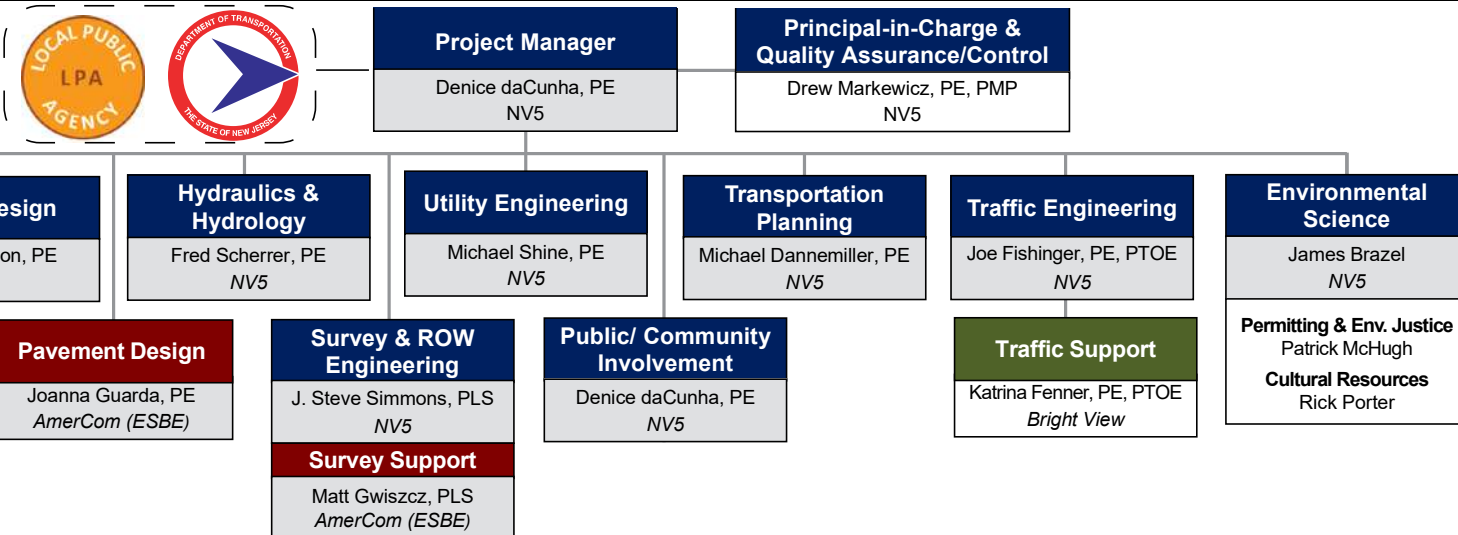 LOCAL PUBLIC
LPA
AGENCY
DEPARTMENT OF TRANSPORTATION
THE STATE OF NEW JERSEY
Project Manager
Denice daCunha, PE
NV5
Principal-in-Charge &
Quality Assurance/Control
Drew Markewicz, PE, PMP
NV5
esign
on, PE
Hydraulics &
Hydrology
Fred Scherrer, PE
NV5
Utility Engineering
Michael Shine, PE
NV5
Transportation
Planning
Michael Dannemiller, PE
NV5
Traffic Engineering
Joe Fishinger, PE, PTOE
NV5
Environmental
Science
James Brazel
NV5
Permitting & Env. Justice
Patrick McHugh
Cultural Resources
Rick Porter
Pavement Design
Joanna Guarda, PE
AmerCom (ESBE)
Survey & ROW
Engineering
J. Steve Simmons, PLS
NV5
Survey Support
Matt Gwiszcz, PLS
AmerCom (ESBE)
Public/ Community
Involvement
Denice daCunha, PE
NV5
Traffic Support
Katrina Fenner, PE, PTOE
Bright View